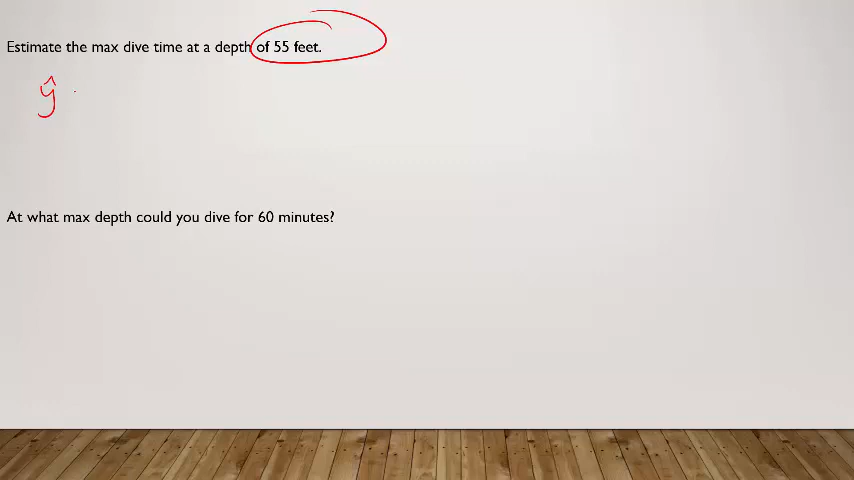 Estimate the max dive time at a depth of 55 feet.
ŷ
At what max depth could you dive for 60 minutes?